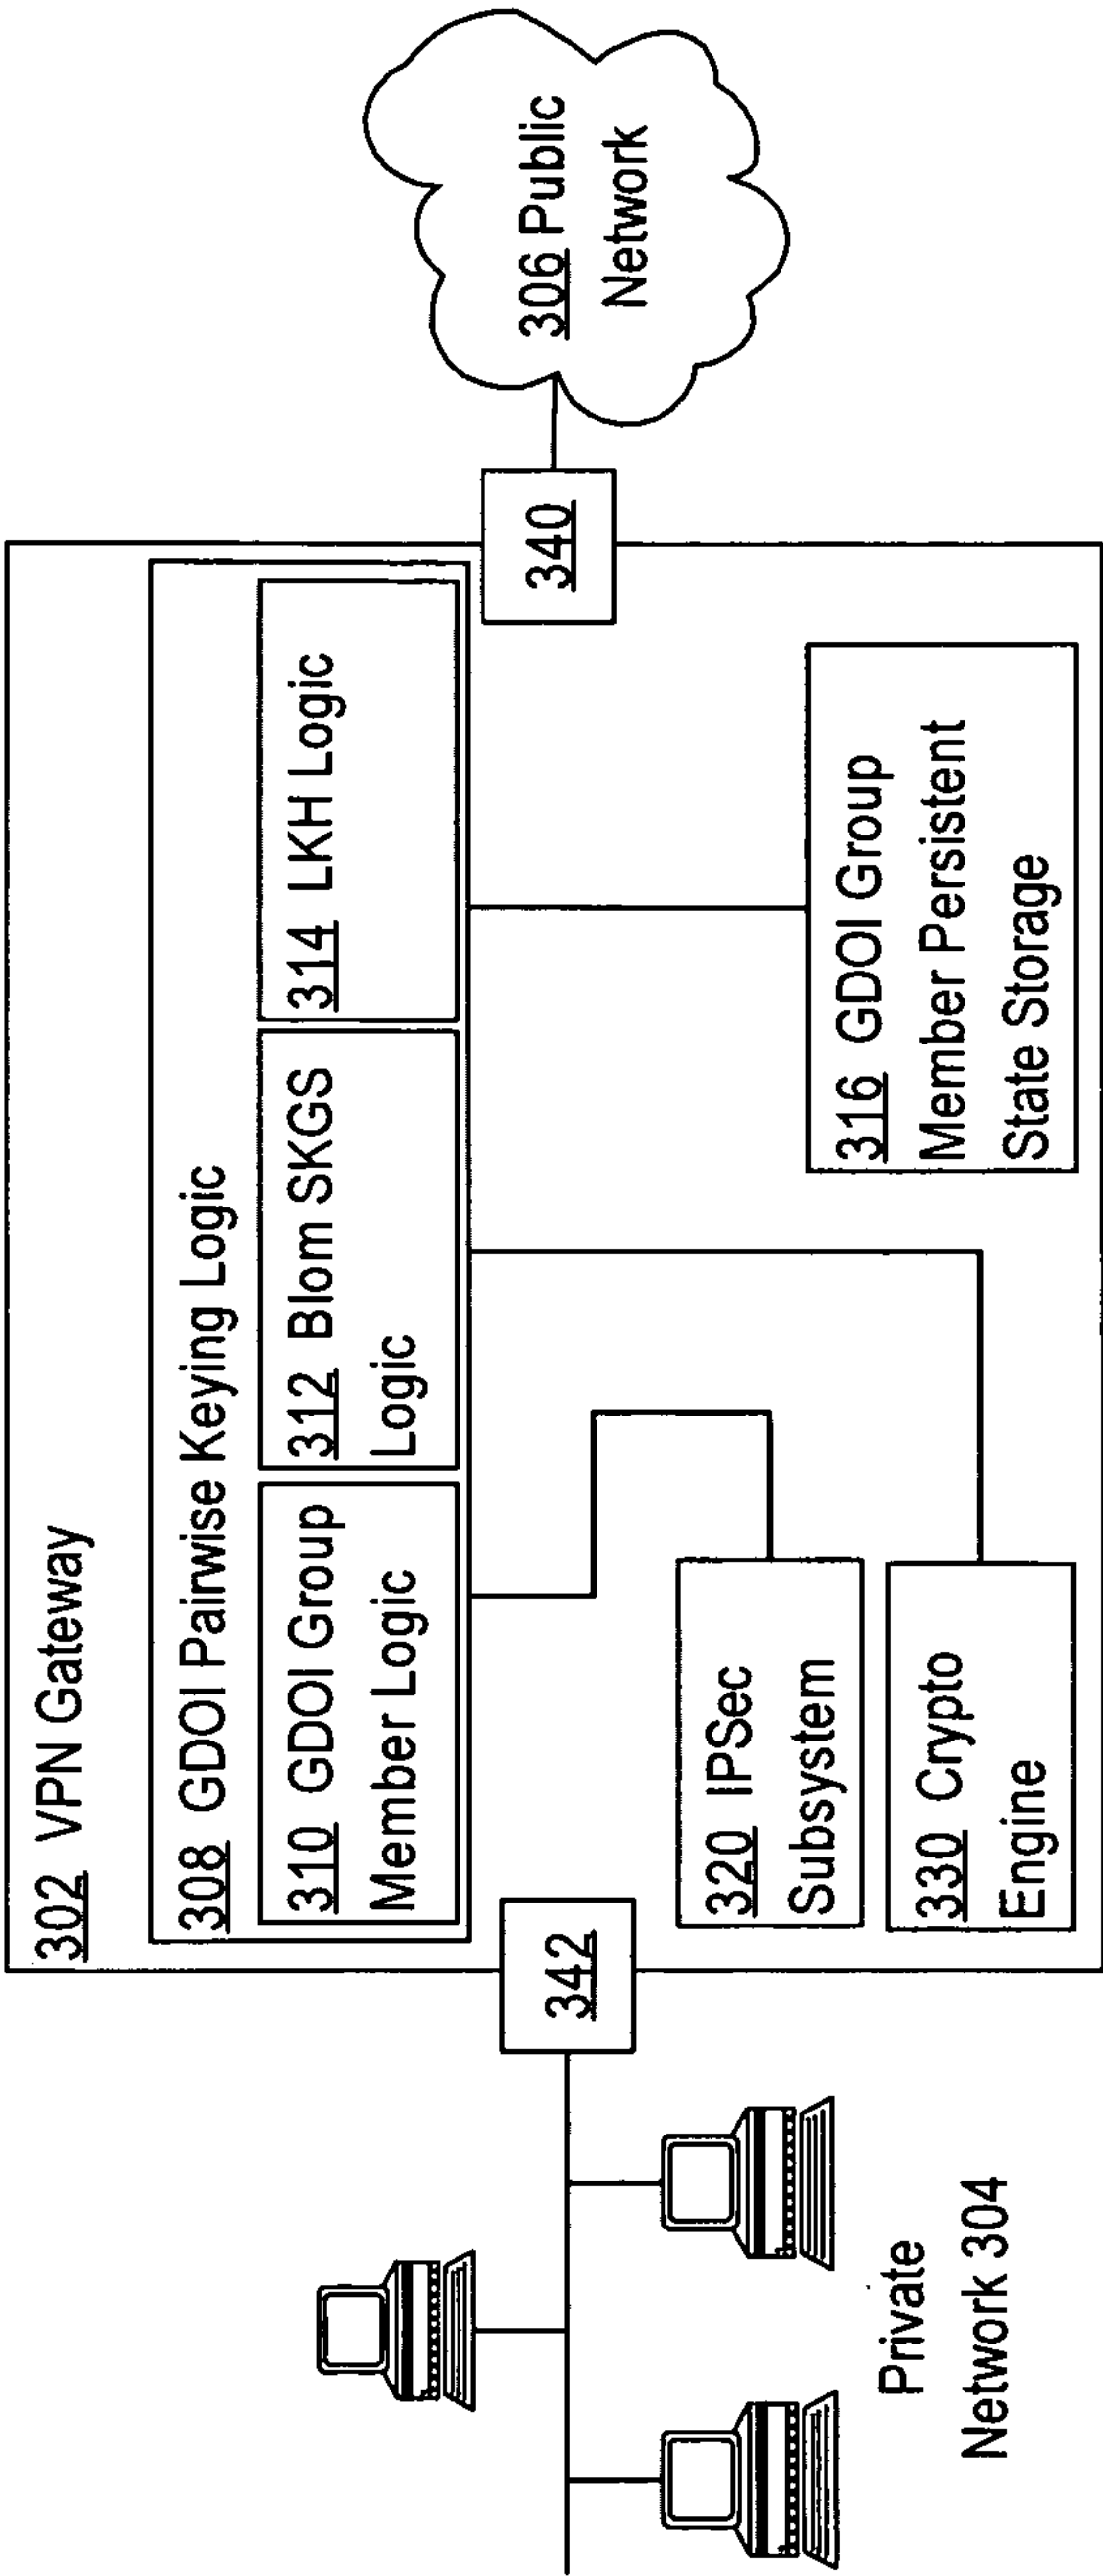 302 VPN Gateway
308 GDOI Pairwise Keying Logic
310 GDOI Group
Member Logic
312 Blom SKGS
Logic
314 LKH Logic
342
340
306 Public
Network
320 IPSec
Subsystem
330 Crypto
Engine
316 GDOI Group
Member Persistent
State Storage
Private
Network 304